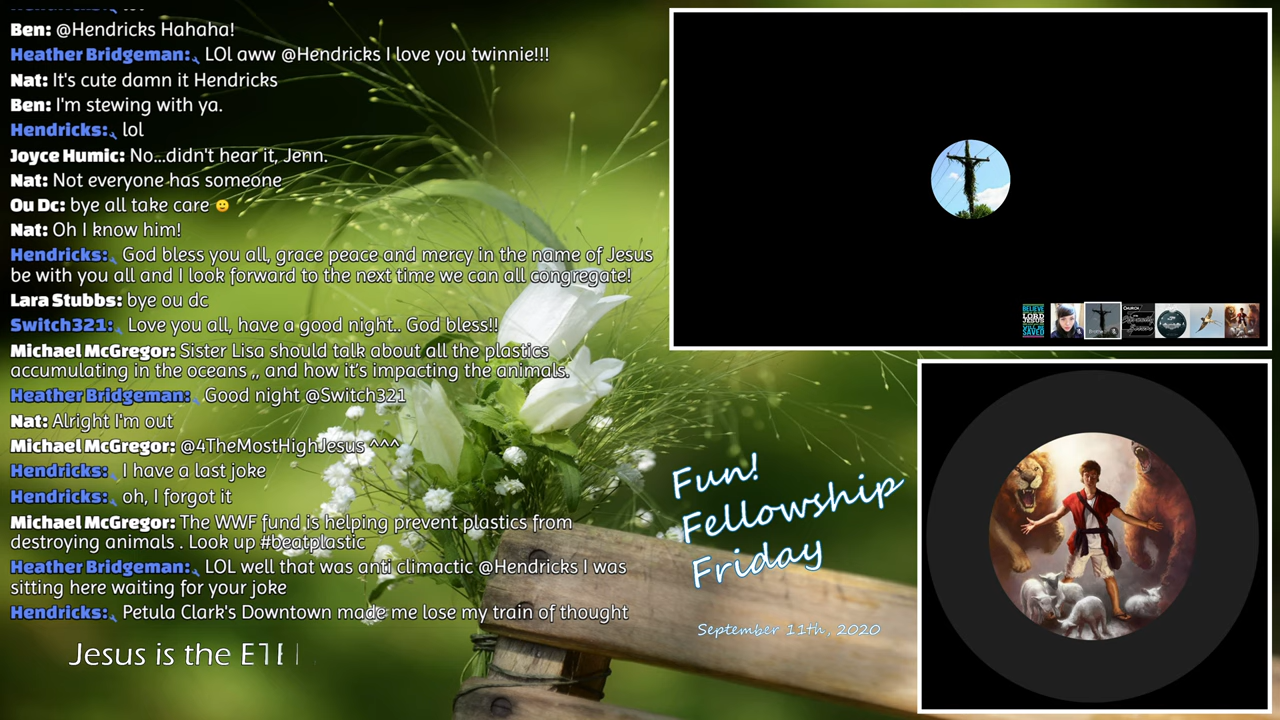 Ben: @Hendricks Hahaha!
Heather Bridgeman: LOl aww @Hendricks I love you twinnie!!!
Nat: It's cute damn it Hendricks
Ben: I'm stewing with ya.
Hendricks: lol
Joyce Humic: No...didn't hear it, Jenn.
Nat: Not everyone has someone
Ou Dc: bye all take care 🙂
Nat: Oh I know him!
Hendricks: God bless you all, grace peace and mercy in the name of Jesus
be with you all and I look forward to the next time we can all congregate!
Lara Stubbs: bye ou dc
Switch321: Love you all, have a good night.. God bless!!
Michael McGregor: Sister Lisa should talk about all the plastics
accumulating in the oceans ,, and how it's impacting the animals.
Heather Bridgeman: Good night @Switch321
Nat: Alright I'm out
Michael McGregor: @4TheMostHighJesus ^^^
Hendricks: I have a last joke
Hendricks: oh, I forgot it
Michael McGregor: The WWF fund is helping prevent plastics from
destroying animals . Look up #beatplastic
Heather Bridgeman: LOL well that was anti climactic @Hendricks I was
sitting here waiting for your joke
Hendricks: Petula Clark's Downtown made me lose my train of thought
Jesus is the
BELIEVE
LORD
JESUS
SAVED
CHURCH
Fun!
Fellowship
Friday
September 11th, 2020